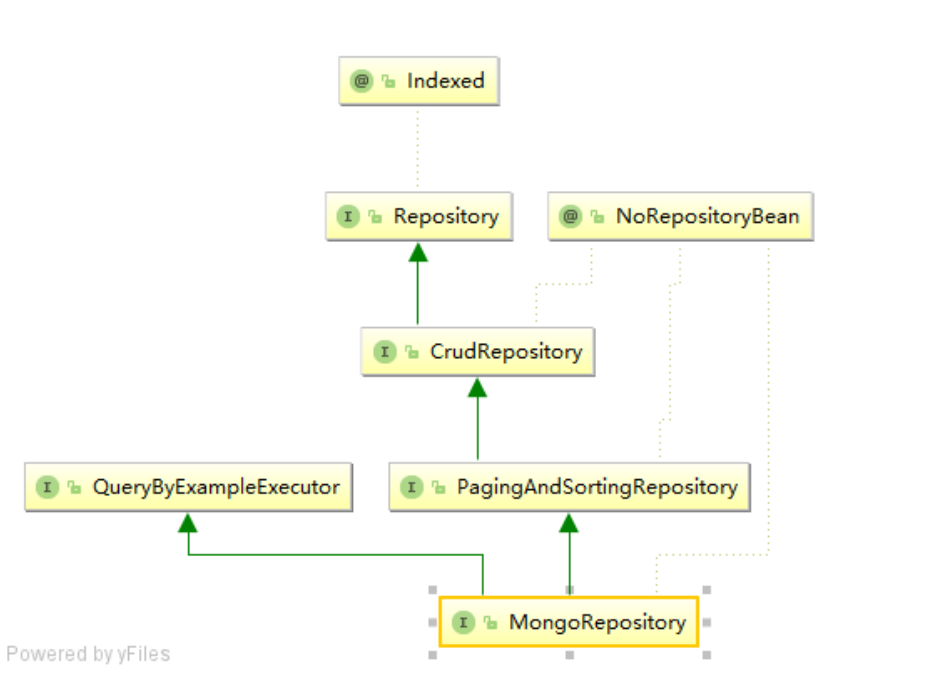 @ Indexed
I Repository
@ NoRepositoryBean
I CrudRepository
I QueryByExampleExecutor
I PagingAndSortingRepository
I MongoRepository
Powered by yFiles